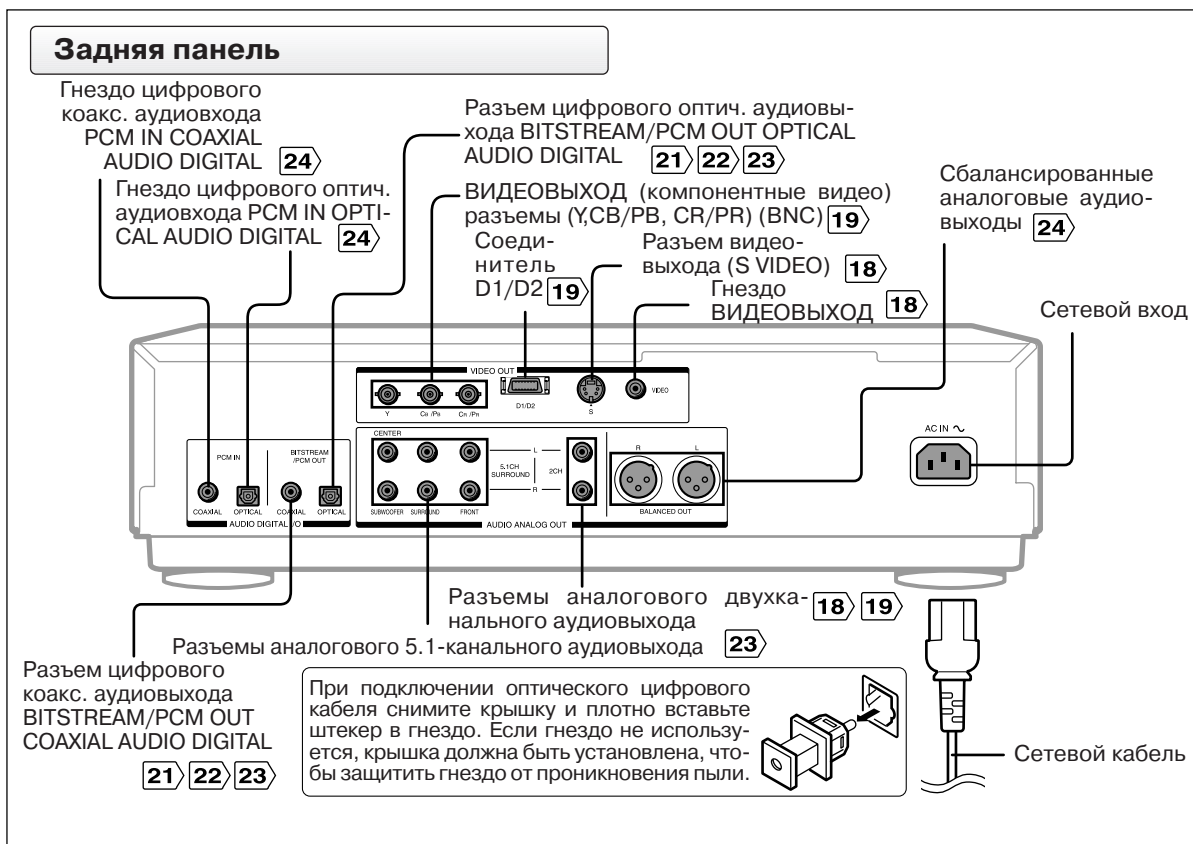 Задняя панель
Гнездо цифрового
коакс. аудиовхода
PCM IN COAXIAL
AUDIO DIGITAL 24
Гнездо цифрового оптич.
аудиовхода PCM IN OPTI-
CAL AUDIO DIGITAL 24
Разъем цифрового оптич. аудиовы-
хода BITSTREAM/PCM OUT OPTICAL
AUDIO DIGITAL 21 22 23
ВИДЕОВЫХОД (компонентные видео)
разъемы (Y,CB/PB, CR/PR) (BNC) 19
Соеди-
нитель
D1/D2 19
Разъем видео-
выхода (S VIDEO) 18
Гнездо
ВИДЕОВЫХОД 18
Сбалансированные
аналоговые аудио-
выходы 24
Сетевой вход
VIDEO OUT
Y CB /PB CR /PR D1/D2 S VIDEO
AC IN ~
PCM IN
BITSTREAM
/PCM OUT
COAXIAL OPTICAL COAXIAL OPTICAL
AUDIO DIGITAL I/O
CENTER
L
5.1CH
SURROUND
2CH
R
SUBWOOFER SURROUND FRONT
AUDIO ANALOG OUT
R L
BALANCED OUT
Разъемы аналогового двухка-
нального аудиовыхода 18 19
Разъемы аналогового 5.1-канального аудиовыхода 23
Разъем цифрового
коакс. аудиовыхода
BITSTREAM/PCM OUT
COAXIAL AUDIO DIGITAL
21 22 23
При подключении оптического цифрового
кабеля снимите крышку и плотно вставьте
штекер в гнездо. Если гнездо не использу-
ется, крышка должна быть установлена, что-
бы защитить гнездо от проникновения пыли.
Сетевой кабель